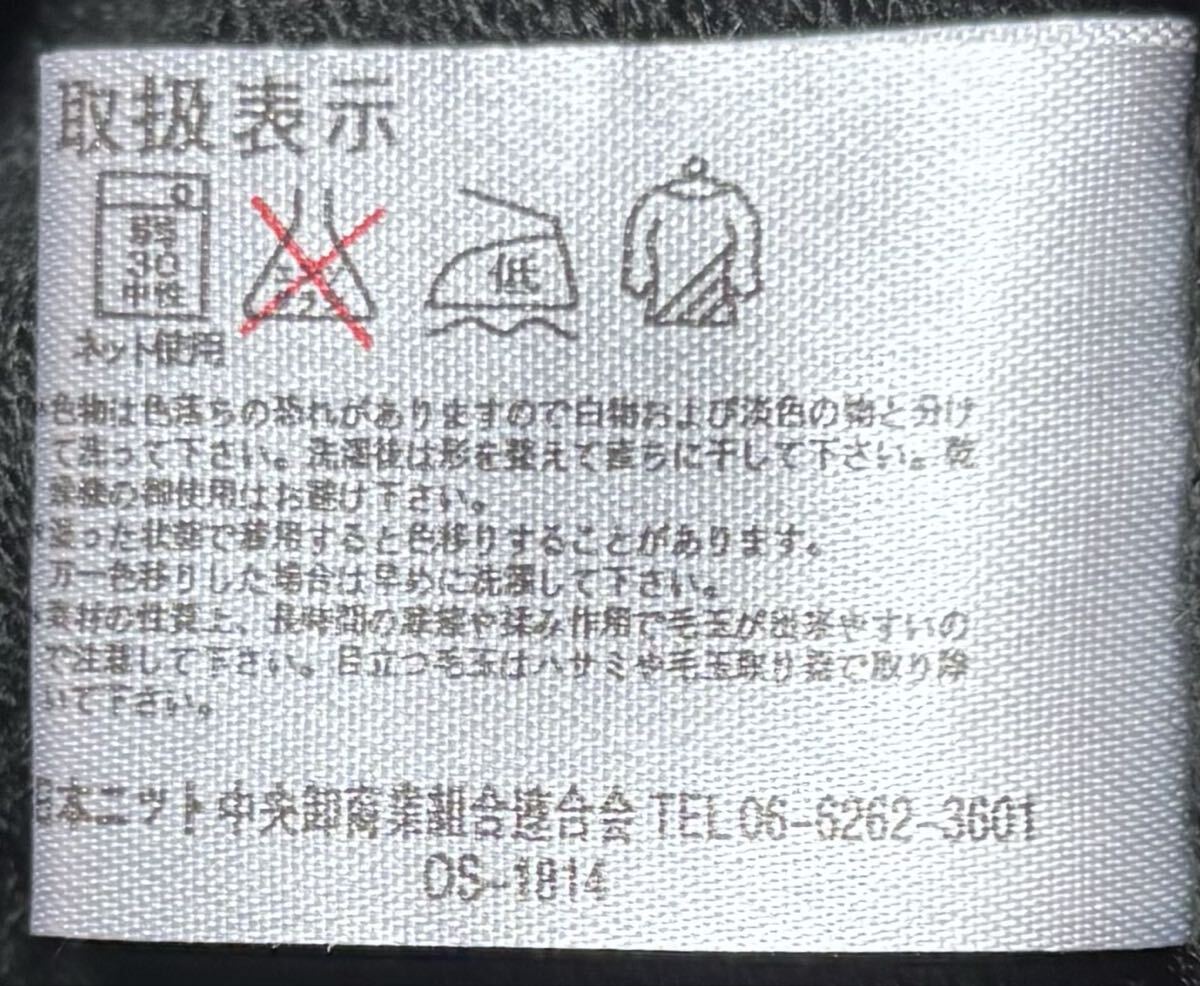 取扱表示
弱
30
中性
ネット使用
低
色物は色落ちの恐れがありますので白物および淡色の物と分け
て洗って下さい。洗濯後は形を整えて直ちに干して下さい。乾
燥機の御使用はお避け下さい。
湿った状態で着用すると色移りすることがあります。
万一色移りした場合は早めに洗濯して下さい。
素材の性質上、長時間の摩擦や揉み作用で毛玉が出来やすいの
で注意して下さい。目立つ毛玉はハサミや毛玉取り器で取り除
いて下さい。
日本ニット中央卸商業組合連合会 TEL 06-6262-3601
OS-1814